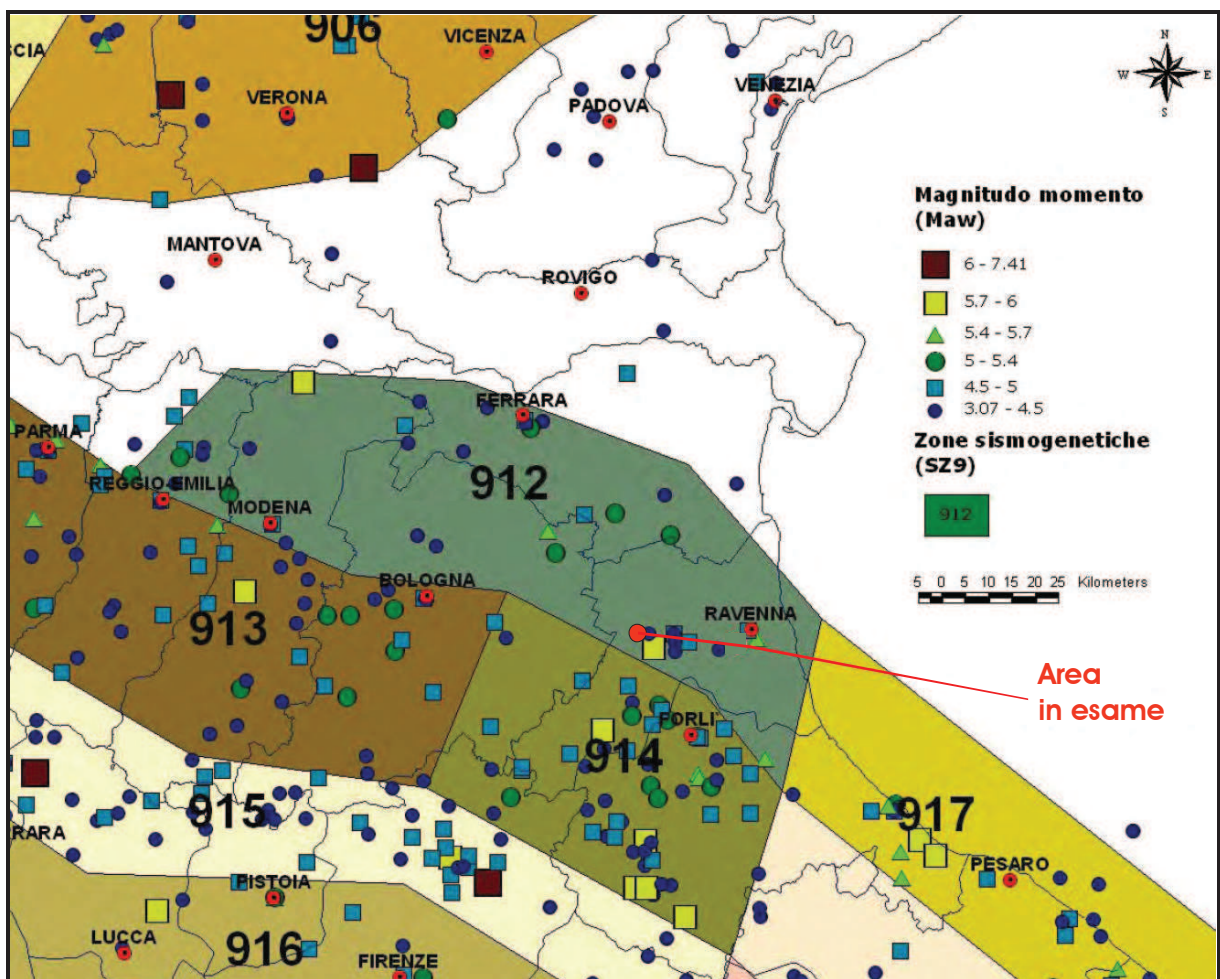 906
VICENZA
SCIA
N
W
E
S
VERONA
PADOVA
VENEZIA
Magnitudo momento
(Maw)
MANTOVA
6 - 7.41
ROVIGO
5.7 - 6
5.4 - 5.7
5 - 5.4
4.5 - 5
3.07 - 4.5
FERRARA
PARMA
Zone sismogenetiche
(SZ9)
912
REGGIO EMILIA
912
MODENA
BOLOGNA
5 0 5 10 15 20 25 Kilometers
RAVENNA
913
Area
in esame
FORLI
914
915
917
RARA
PESARO
PISTOIA
LUCCA
916
FIRENZE